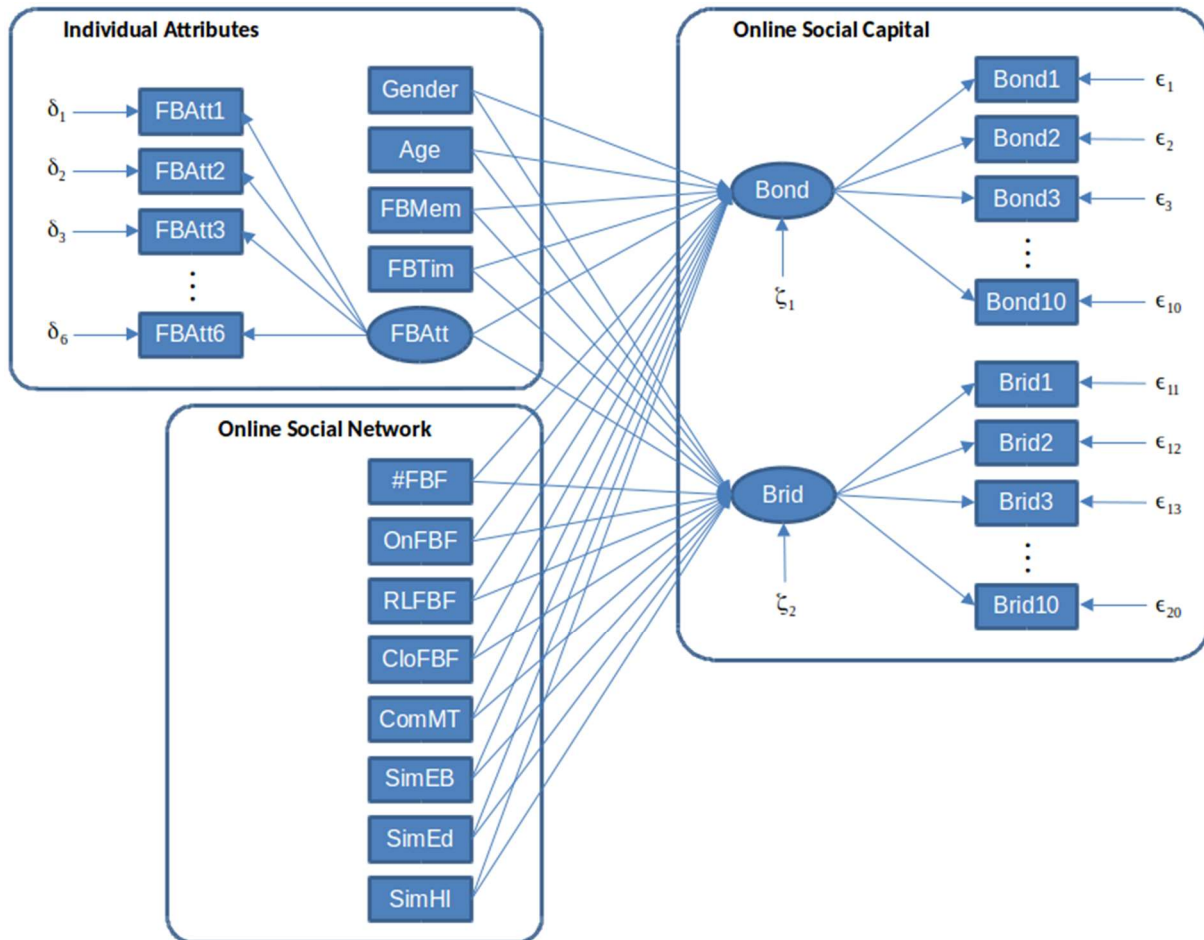 Individual Attributes
δ1
FBAtt1
δ2
FBAtt2
δ3
FBAtt3
⋮
δ6
FBAtt6
Gender
Age
FBMem
FBTim
FBAtt
Online Social Network
#FBF
OnFBF
RLFBF
CloFBF
ComMT
SimEB
SimEd
SimHI
Online Social Capital
Bond
ζ1
Bond1
ϵ1
Bond2
ϵ2
Bond3
ϵ3
⋮
Bond10
ϵ10
Brid
ζ2
Brid1
ϵ11
Brid2
ϵ12
Brid3
ϵ13
⋮
Brid10
ϵ20